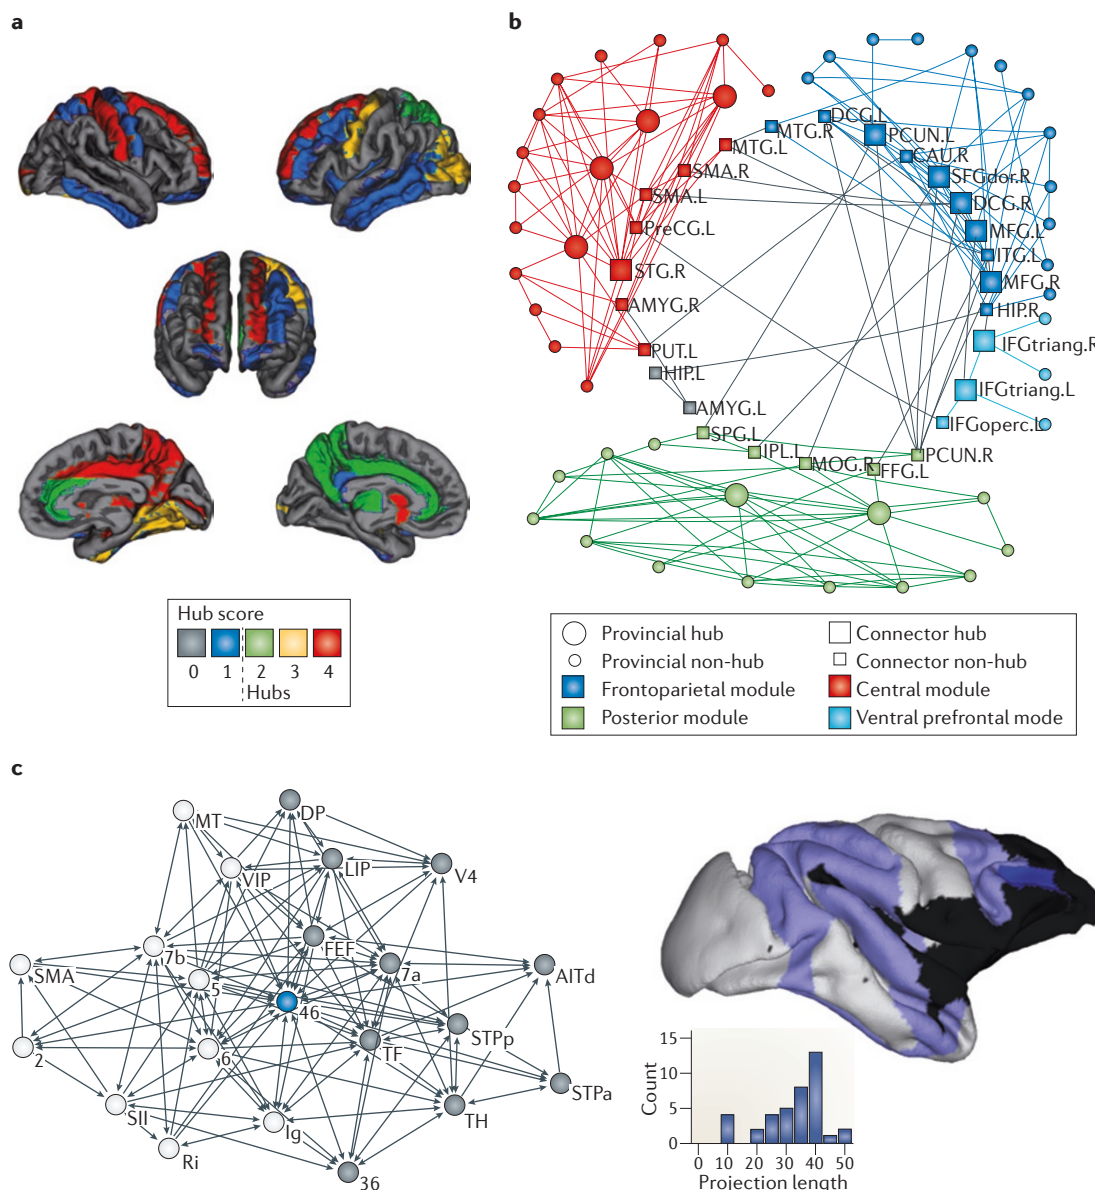 a
b
MTG.R
DCG.L
PCUN.L
MTG.L
CAU.R
SMA.R
SFGdor.R
SMA.L
DCG.R
PreCG.L
MFG.L
ITG.L
STG.R
MFG.R
AMYG.R
HIP.R
PUT.L
IFGtriang.R
HIP.L
IFGtriang.L
AMYG.L
IFGoperc.L
SPG.L
IPL.L
MOG.R
FFG.L
PCUN.R
Hub score
0 1 2 3 4
Hubs
Provincial hub
Connector hub
Provincial non-hub
Connector non-hub
Frontoparietal module
Central module
Posterior module
Ventral prefrontal mode
c
MT
DP
VIP
LIP
V4
7b
FEF
SMA
5
7a
AITd
46
2
6
TF
STPp
STPa
SII
Ig
TH
Ri
36
15
10
5
0
Count
0 10 20 30 40 50
Projection length